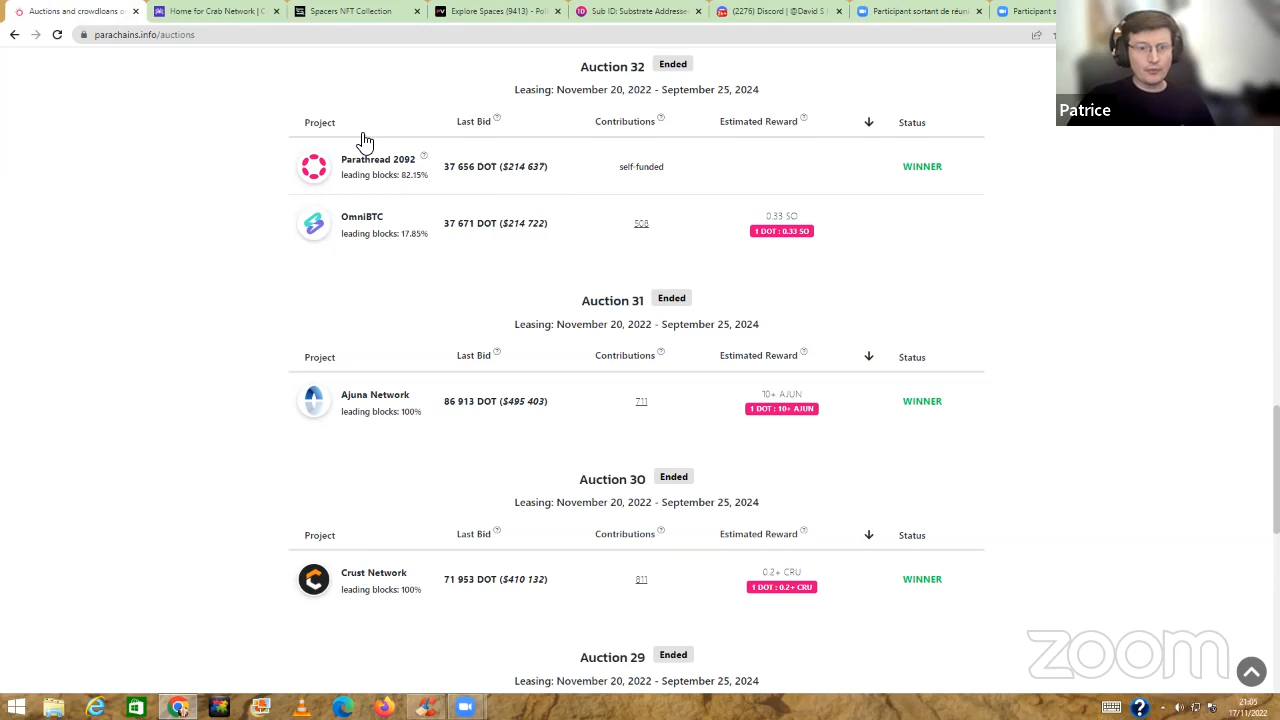 Auctions and crowdloans o
Home for Crab Network | C
Spacers NFT Collection
Explore Spaces (9413) - Pol
Sub ID: Substrate Addresse
(2276) Discord | @David S |
Participant sortant de réuni
Participant s
parachains.info/auctions
Patrice
Auction 32 Ended
Leasing: November 20, 2022 - September 25, 2024
Project Last Bid Contributions Estimated Reward Status
Parathread 2092
leading blocks: 82.15%
37 656 DOT ($214 637) self-funded WINNER
OmniBTC
leading blocks: 17.85%
37 671 DOT ($214 722) 508
0.33 SO
1 DOT : 0.33 SO
Auction 31 Ended
Leasing: November 20, 2022 - September 25, 2024
Project Last Bid Contributions Estimated Reward Status
Ajuna Network
leading blocks: 100%
86 913 DOT ($495 403) 711
10+ AJUN
1 DOT : 10+ AJUN
WINNER
Auction 30 Ended
Leasing: November 20, 2022 - September 25, 2024
Project Last Bid Contributions Estimated Reward Status
Crust Network
leading blocks: 100%
71 953 DOT ($410 132) 811
0.2+ CRU
1 DOT : 0.2+ CRU
WINNER
Auction 29 Ended
Leasing: November 20, 2022 - September 25, 2024
zoom
21:05
17/11/2022